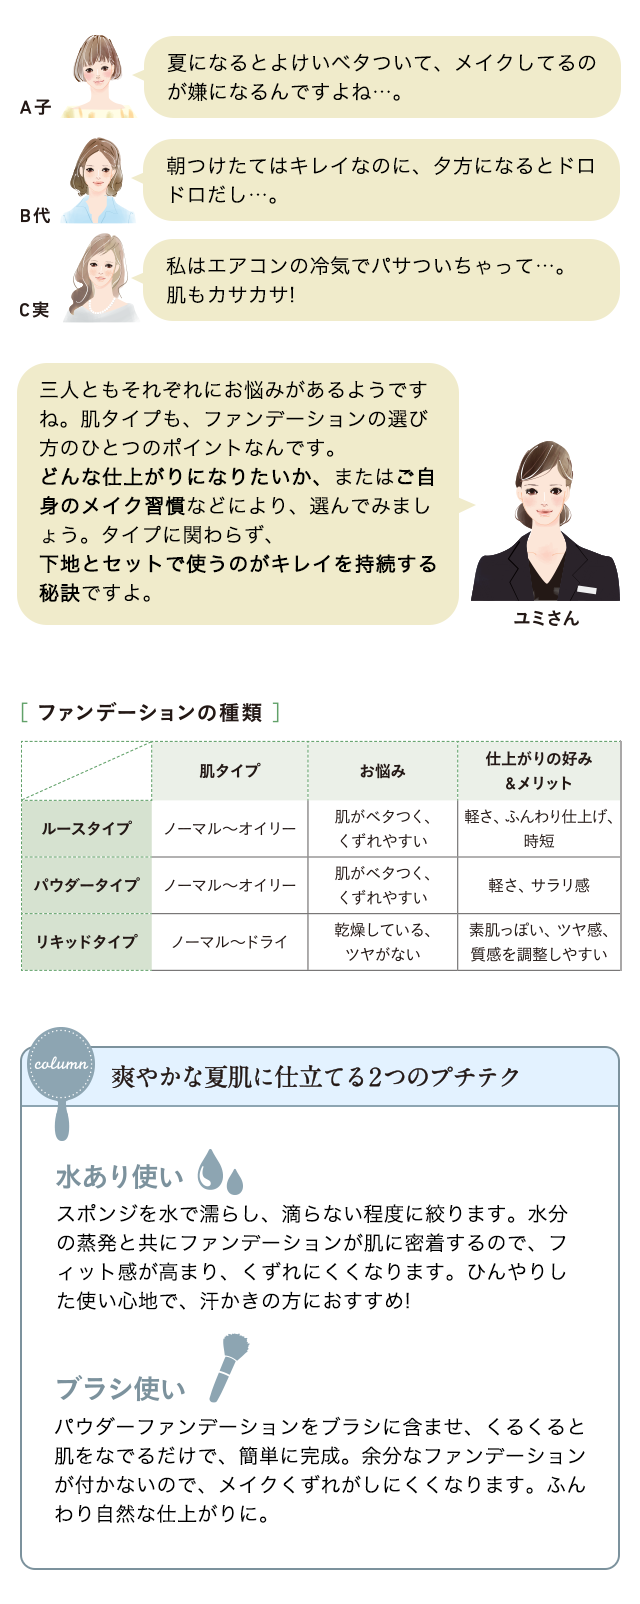 夏になるとよけいベタついて、メイクしてるの
が嫌になるんですよね…。
A子
朝つけたてはキレイなのに、夕方になるとドロ
ドロだし…。
B代
私はエアコンの冷気でパサついちゃって…。
肌もカサカサ!
C実
三人ともそれぞれにお悩みがあるようです
ね。肌タイプも、ファンデーションの選び
方のひとつのポイントなんです。
どんな仕上がりになりたいか、またはご自
身のメイク習慣などにより、選んでみまし
ょう。タイプに関わらず、
下地とセットで使うのがキレイを持続する
秘訣ですよ。
ユミさん
[ ファンデーションの種類 ]
肌タイプ
お悩み
仕上がりの好み
&メリット
ルースタイプ
ノーマル〜オイリー
肌がベタつく、
くずれやすい
軽さ、ふんわり仕上げ、
時短
パウダータイプ
ノーマル〜オイリー
肌がベタつく、
くずれやすい
軽さ、サラリ感
リキッドタイプ
ノーマル〜ドライ
乾燥している、
ツヤがない
素肌っぽい、ツヤ感、
質感を調整しやすい
column
爽やかな夏肌に仕立てる2つのプチテク
水あり使い
スポンジを水で濡らし、滴らない程度に絞ります。水分
の蒸発と共にファンデーションが肌に密着するので、フ
ィット感が高まり、くずれにくくなります。ひんやりし
た使い心地で、汗かきの方におすすめ!
ブラシ使い
パウダーファンデーションをブラシに含ませ、くるくると
肌をなでるだけで、簡単に完成。余分なファンデーション
が付かないので、メイクくずれがしにくくなります。ふん
わり自然な仕上がりに。